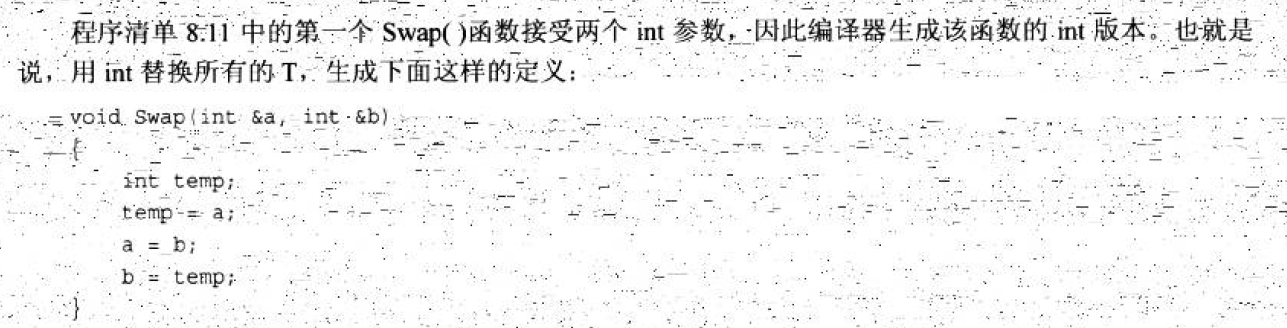 程序清单 8.11 中的第一个 Swap( )函数接受两个 int 参数，因此编译器生成该函数的 int 版本。也就是
说，用 int 替换所有的 T，生成下面这样的定义：
void Swap(int &a, int &b)
{
int temp;
temp = a;
a = b;
b = temp;
}